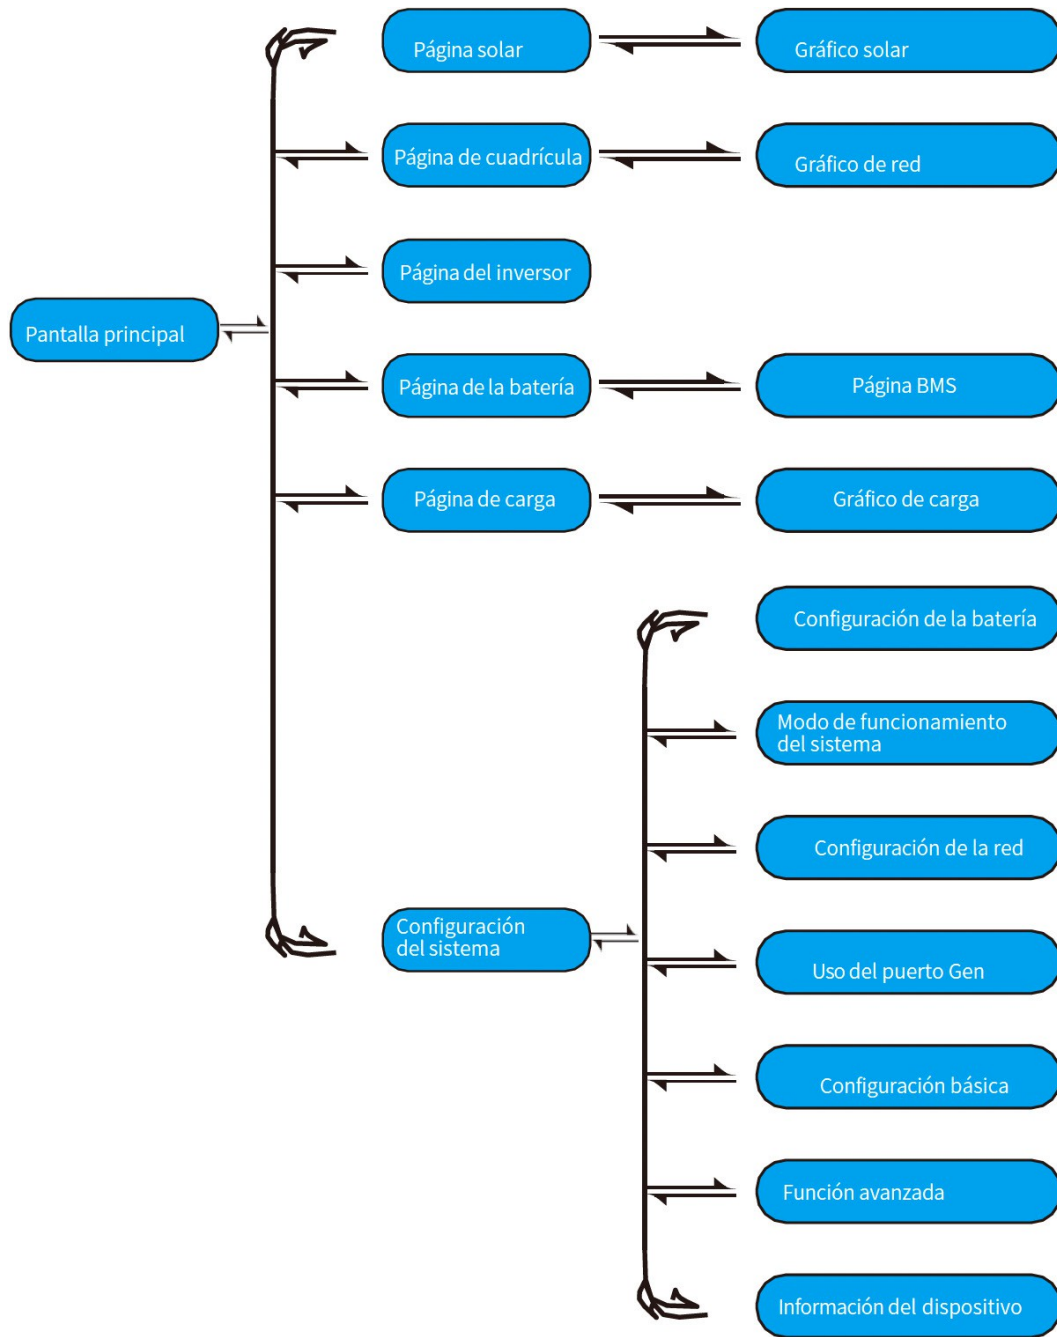 Página solar
Gráfico solar
Página de cuadrícula
Gráfico de red
Página del inversor
Pantalla principal
Página de la batería
Página BMS
Página de carga
Gráfico de carga
Configuración de la batería
Modo de funcionamiento
del sistema
Configuración de la red
Configuración
del sistema
Uso del puerto Gen
Configuración básica
Función avanzada
Información del dispositivo